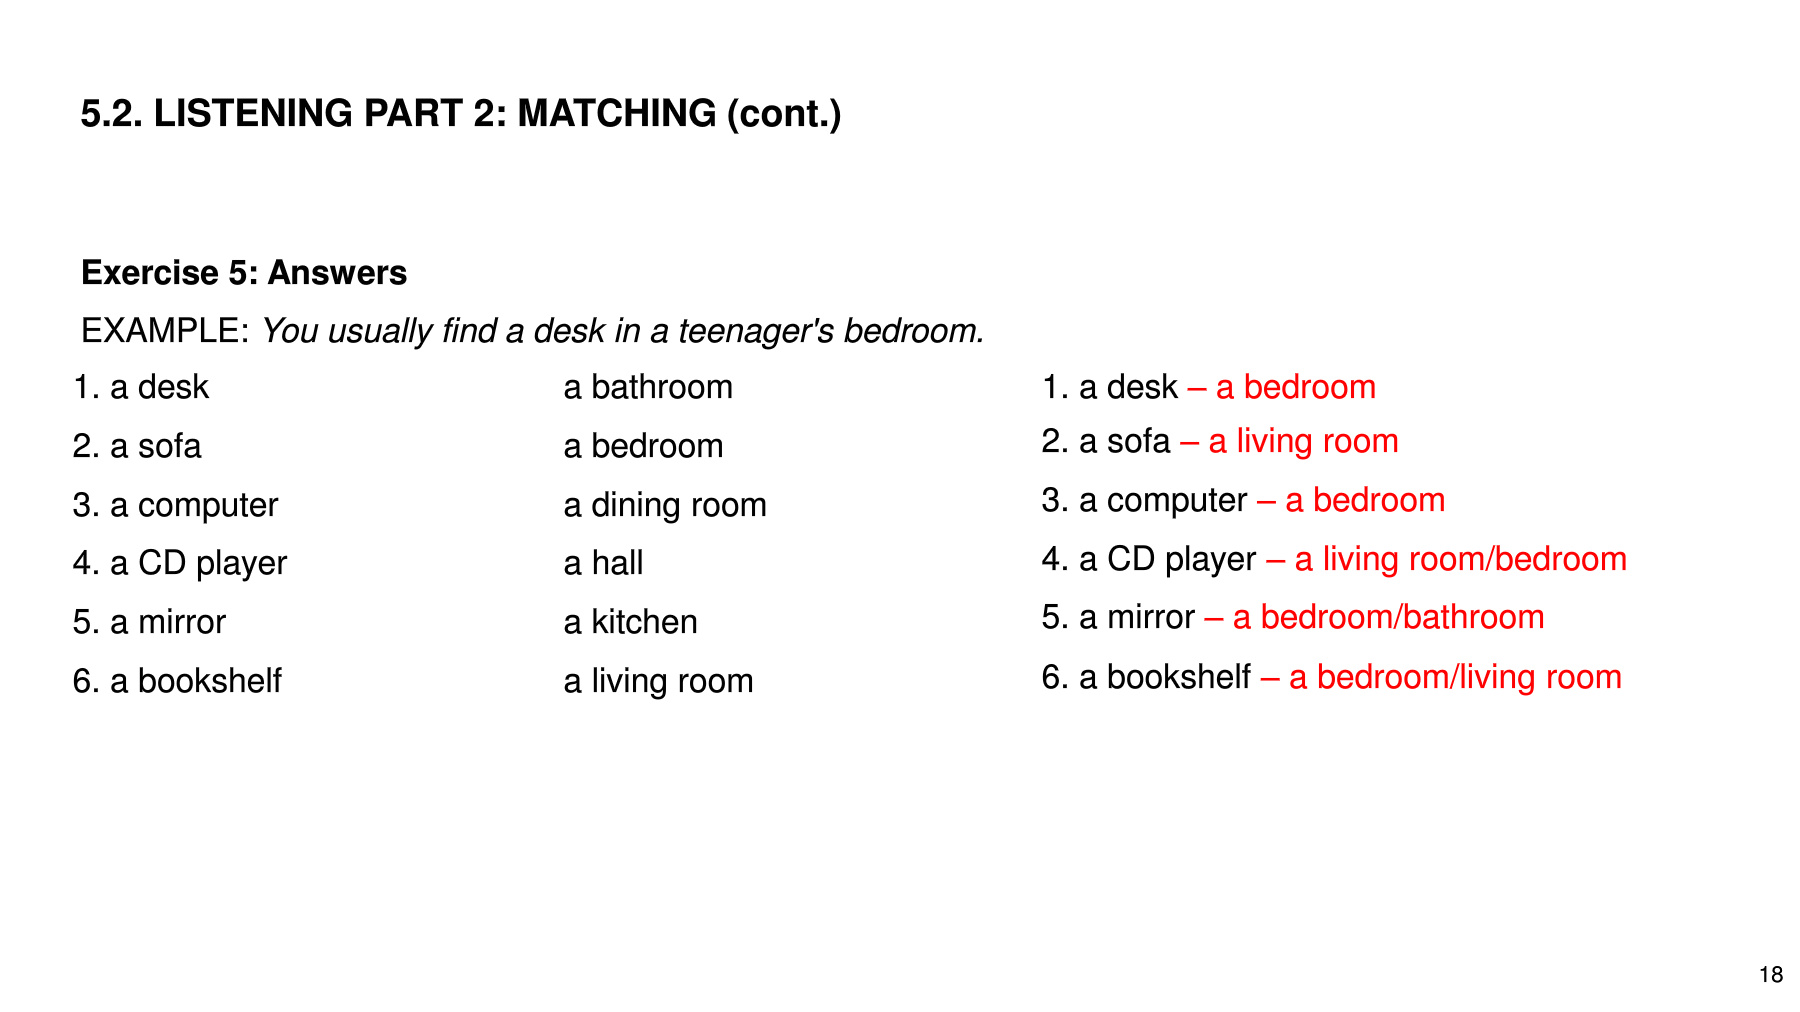 5.2. LISTENING PART 2: MATCHING (cont.)
Exercise 5: Answers
EXAMPLE: You usually find a desk in a teenager's bedroom.
1. a desk
2. a sofa
3. a computer
4. a CD player
5. a mirror
6. a bookshelf
a bathroom
a bedroom
a dining room
a hall
a kitchen
a living room
1. a desk – a bedroom
2. a sofa – a living room
3. a computer – a bedroom
4. a CD player – a living room/bedroom
5. a mirror – a bedroom/bathroom
6. a bookshelf – a bedroom/living room
18